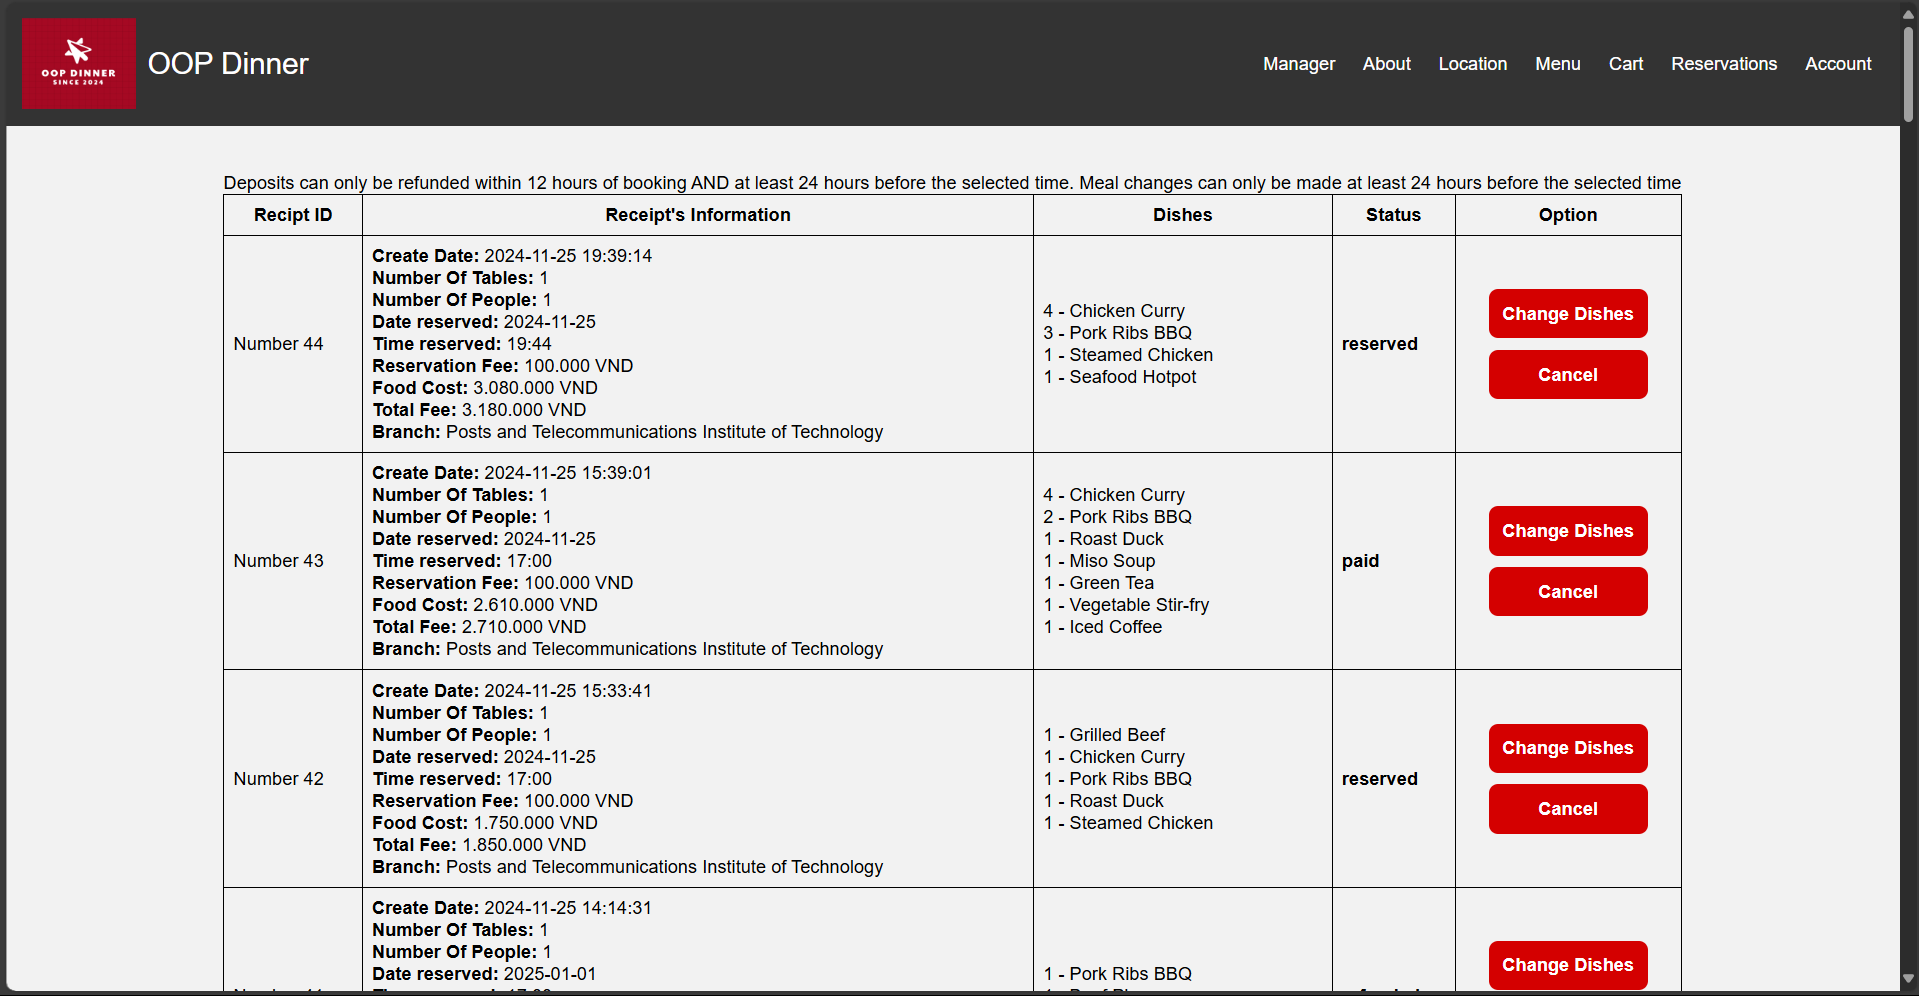 OOP DINNER
SINCE 2024
OOP Dinner
Manager About Location Menu Cart Reservations Account
Deposits can only be refunded within 12 hours of booking AND at least 24 hours before the selected time. Meal changes can only be made at least 24 hours before the selected time
Recipt ID Receipt's Information Dishes Status Option
Number 44
Create Date: 2024-11-25 19:39:14
Number Of Tables: 1
Number Of People: 1
Date reserved: 2024-11-25
Time reserved: 19:44
Reservation Fee: 100.000 VND
Food Cost: 3.080.000 VND
Total Fee: 3.180.000 VND
Branch: Posts and Telecommunications Institute of Technology
4 - Chicken Curry
3 - Pork Ribs BBQ
1 - Steamed Chicken
1 - Seafood Hotpot
reserved
Change Dishes
Cancel
Number 43
Create Date: 2024-11-25 15:39:01
Number Of Tables: 1
Number Of People: 1
Date reserved: 2024-11-25
Time reserved: 17:00
Reservation Fee: 100.000 VND
Food Cost: 2.610.000 VND
Total Fee: 2.710.000 VND
Branch: Posts and Telecommunications Institute of Technology
4 - Chicken Curry
2 - Pork Ribs BBQ
1 - Roast Duck
1 - Miso Soup
1 - Green Tea
1 - Vegetable Stir-fry
1 - Iced Coffee
paid
Change Dishes
Cancel
Number 42
Create Date: 2024-11-25 15:33:41
Number Of Tables: 1
Number Of People: 1
Date reserved: 2024-11-25
Time reserved: 17:00
Reservation Fee: 100.000 VND
Food Cost: 1.750.000 VND
Total Fee: 1.850.000 VND
Branch: Posts and Telecommunications Institute of Technology
1 - Grilled Beef
1 - Chicken Curry
1 - Pork Ribs BBQ
1 - Roast Duck
1 - Steamed Chicken
reserved
Change Dishes
Cancel
Create Date: 2024-11-25 14:14:31
Number Of Tables: 1
Number Of People: 1
Date reserved: 2025-01-01
1 - Pork Ribs BBQ
Change Dishes